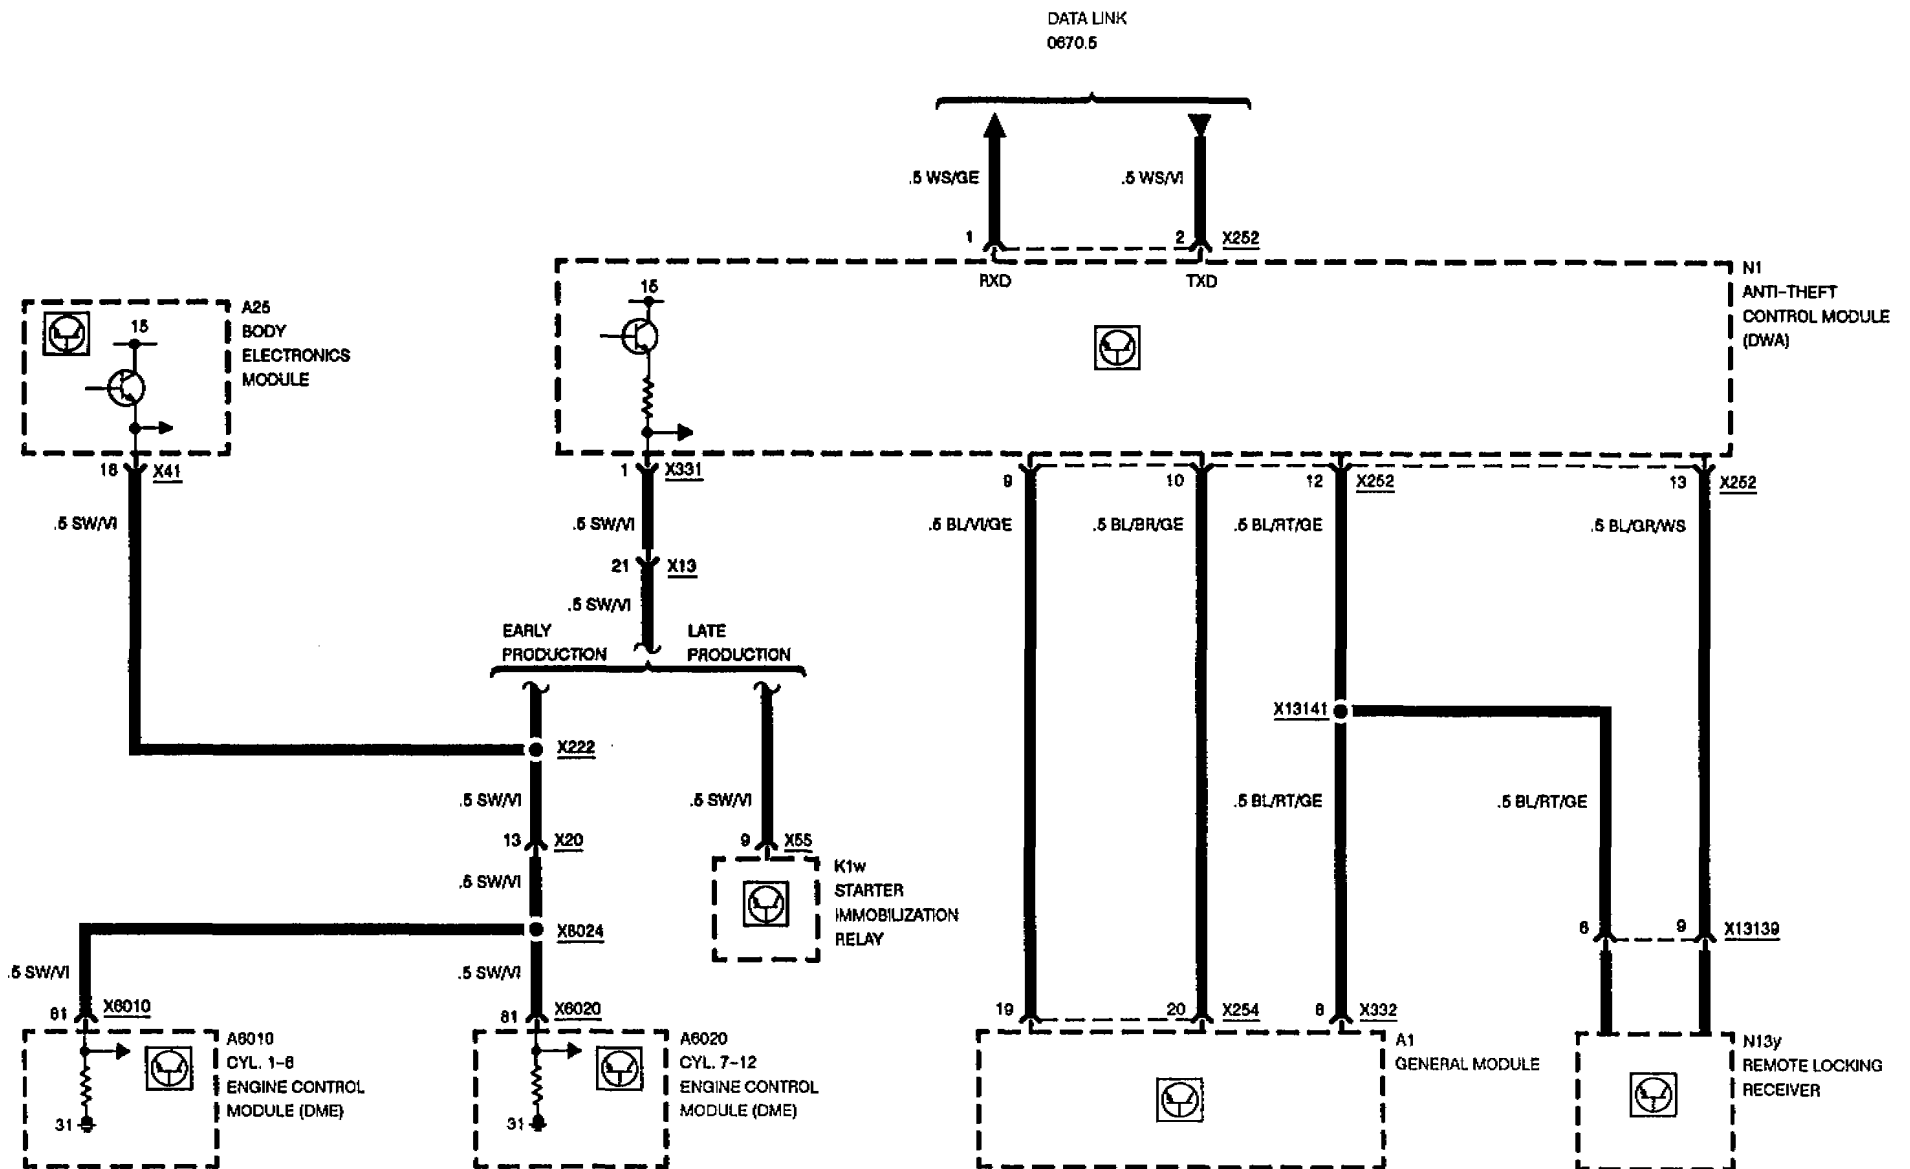 DATA LINK
0670.5
.5 WS/GE
.5 WS/VI
1
2
X252
RXD
TXD
N1
ANTI-THEFT
CONTROL MODULE
(DWA)
15
A25
BODY
ELECTRONICS
MODULE
15
18
X41
1
X331
9
10
12
X252
13
X252
.5 SW/VI
.5 SW/VI
.5 BL/VI/GE
.5 BL/BR/GE
.5 BL/RT/GE
.5 BL/GR/WS
21
X13
.5 SW/VI
EARLY
PRODUCTION
LATE
PRODUCTION
X13141
X222
.5 SW/VI
.5 SW/VI
.5 BL/RT/GE
.5 BL/RT/GE
13
X20
9
X55
.5 SW/VI
K1w
STARTER
IMMOBILIZATION
RELAY
X6024
6
9
X13139
.5 SW/VI
.5 SW/VI
81
X6010
81
X6020
19
20
X254
8
X332
A6010
CYL. 1-6
ENGINE CONTROL
MODULE (DME)
31
A6020
CYL. 7-12
ENGINE CONTROL
MODULE (DME)
31
A1
GENERAL MODULE
N13y
REMOTE LOCKING
RECEIVER